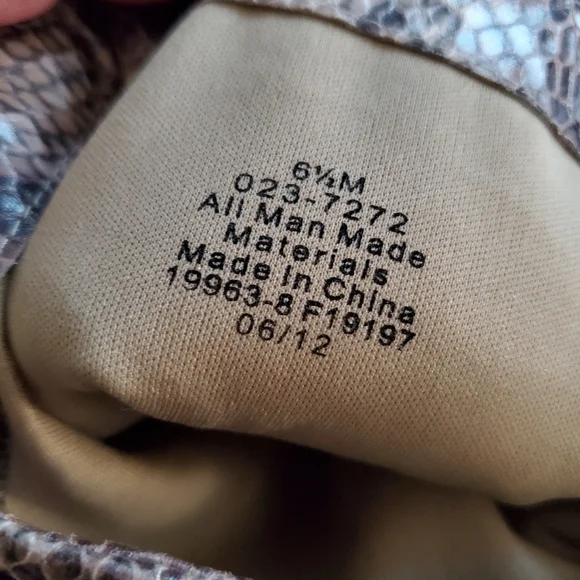 6½M
023-7272
All Man Made
Materials
Made In China
19963-8 F19197
06/12